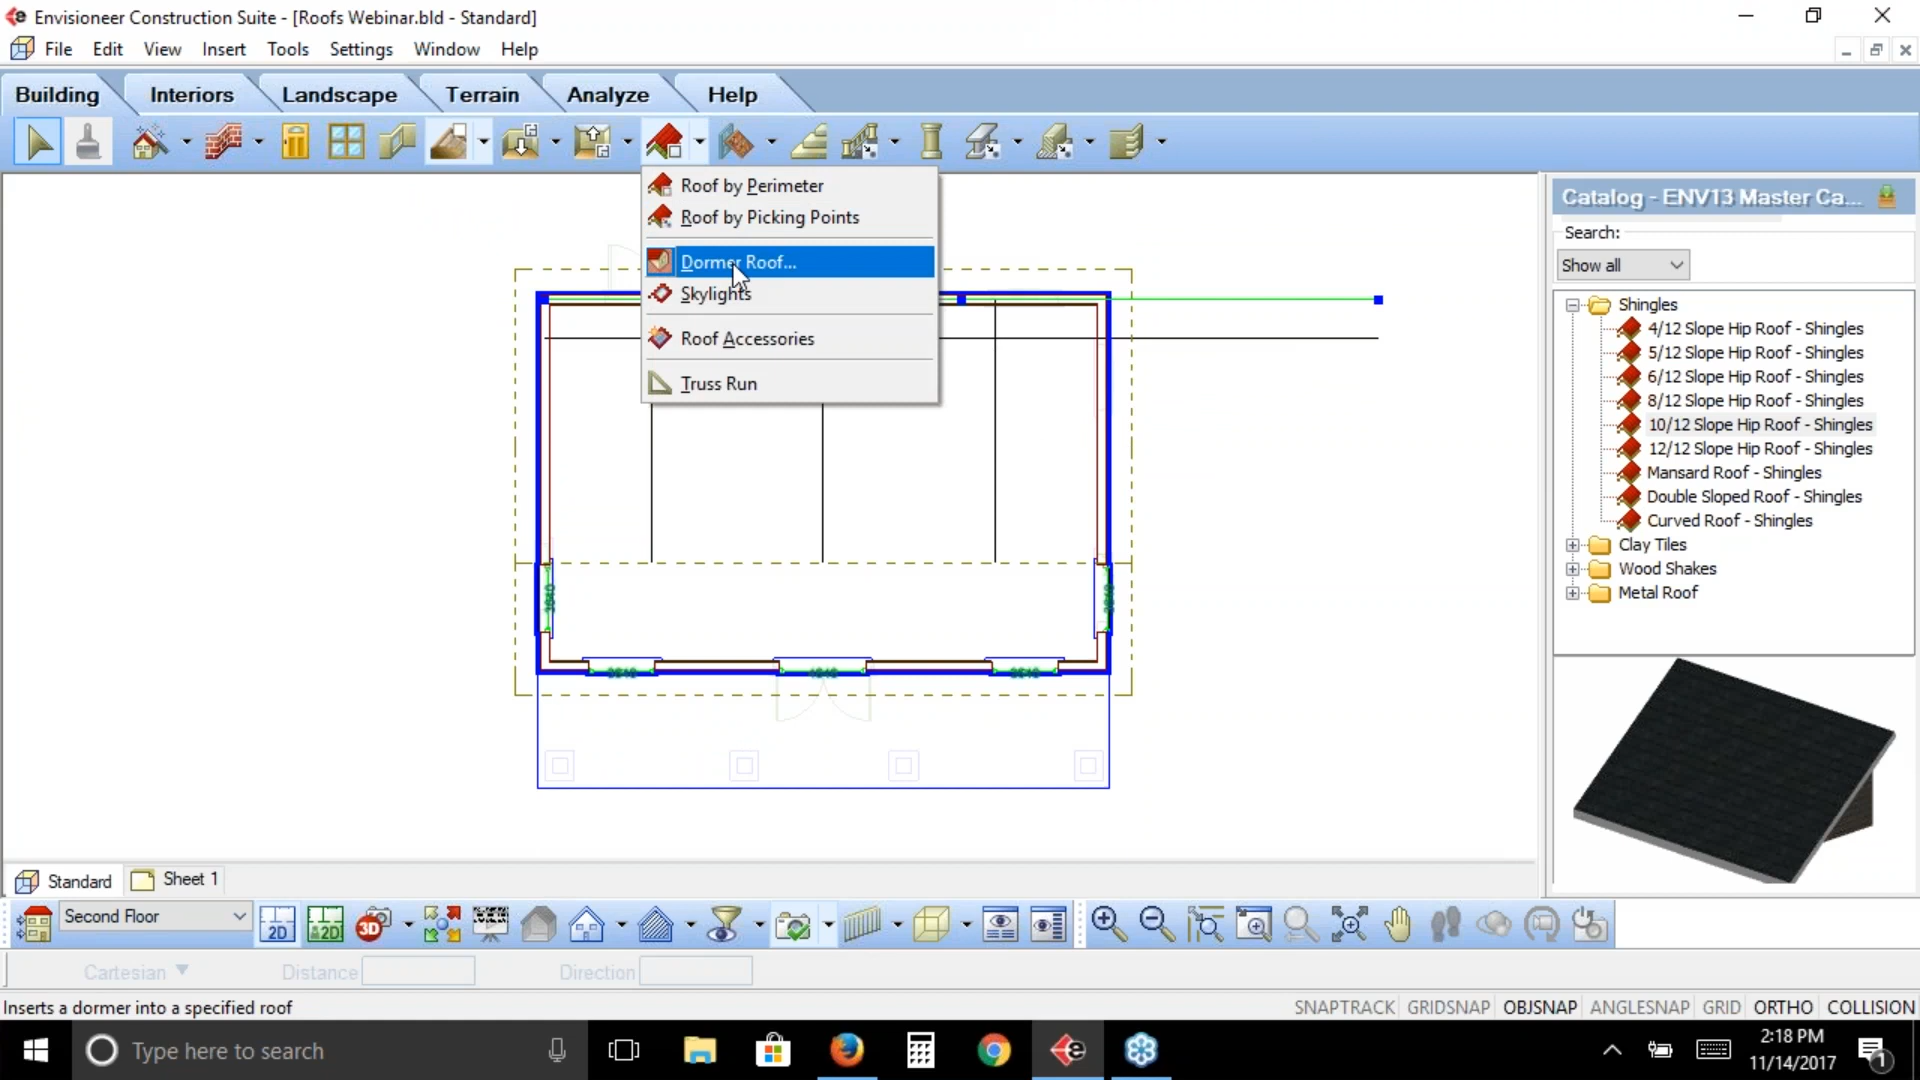 Envisioneer Construction Suite - [Roofs Webinar.bld - Standard]
File Edit View Insert Tools Settings Window Help
Building Interiors Landscape Terrain Analyze Help
Roof by Perimeter
Roof by Picking Points
Dormer Roof...
Skylights
Roof Accessories
Truss Run
Catalog - ENV13 Master Ca...
Search:
Show all
Shingles
4/12 Slope Hip Roof - Shingles
5/12 Slope Hip Roof - Shingles
6/12 Slope Hip Roof - Shingles
8/12 Slope Hip Roof - Shingles
10/12 Slope Hip Roof - Shingles
12/12 Slope Hip Roof - Shingles
Mansard Roof - Shingles
Double Sloped Roof - Shingles
Curved Roof - Shingles
Clay Tiles
Wood Shakes
Metal Roof
Standard Sheet 1
Second Floor 2D 2D 3D
Cartesian Distance Direction
Inserts a dormer into a specified roof
SNAPTRACK GRIDSNAP OBJSNAP ANGLESNAP GRID ORTHO COLLISION
Type here to search
2:18 PM
11/14/2017
1